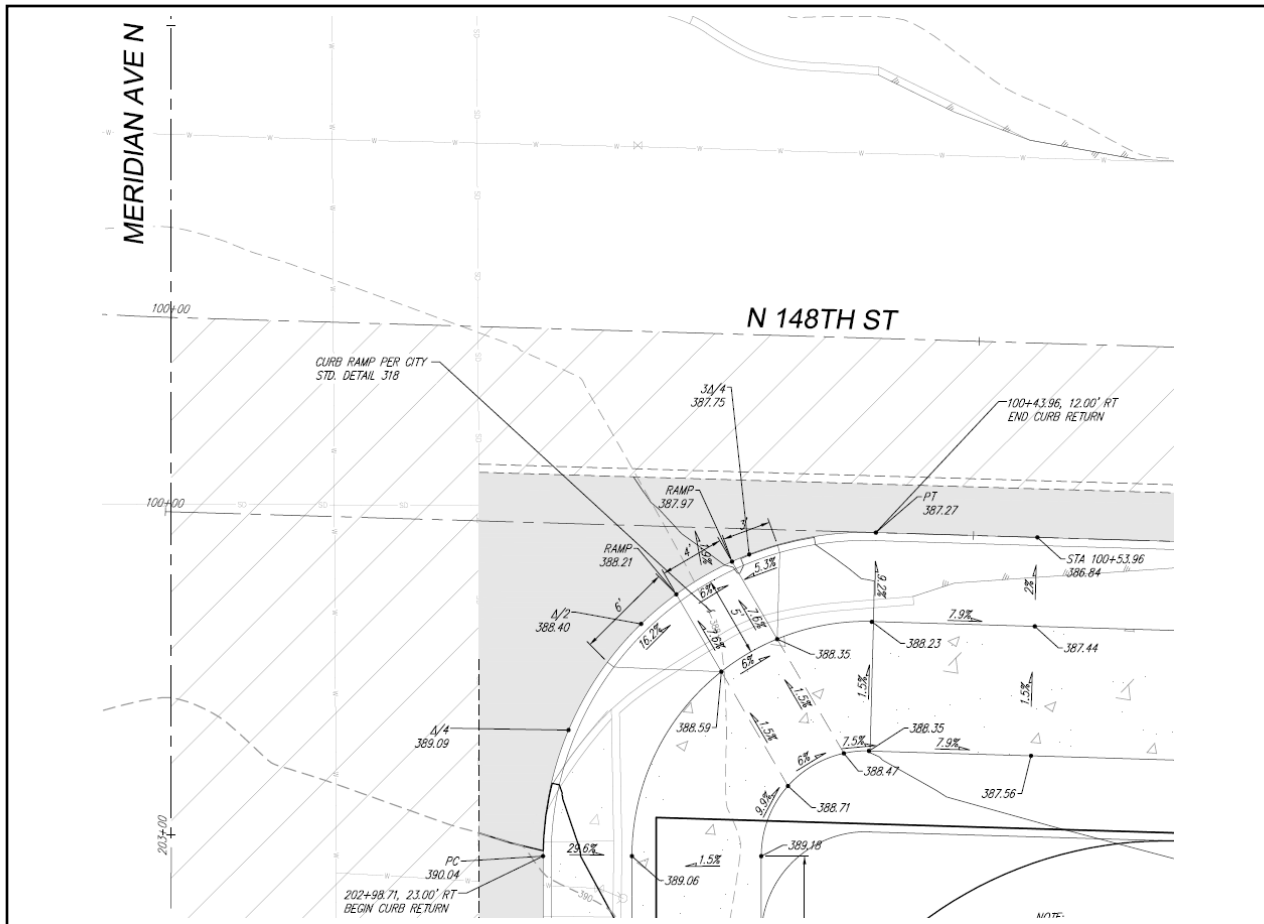 MERIDIAN AVE N
N 148TH ST
100+00
CURB RAMP PER CITY
STD. DETAIL 318
3Δ/4
387.75
100+43.96, 12.00' RT
END CURB RETURN
100+00
RAMP
387.97
PT
387.27
3'
4'
7.9%
RAMP
388.21
STA 100+53.96
386.84
5.3%
6'
6%
9.2%
2%
Δ/2
388.40
16.2%
5'
7.6%
7.6%
7.9%
6%
388.35
388.23
387.44
388.59
1.5%
1.5%
1.5%
1.5%
Δ/4
389.09
7.5%
388.35
7.9%
6%
388.47
387.56
388.71
9.9%
203+00
29.6%
389.18
PC
390.04
1.5%
389.06
202+98.71, 23.00' RT
BEGIN CURB RETURN
390
NOTE:
W
SD